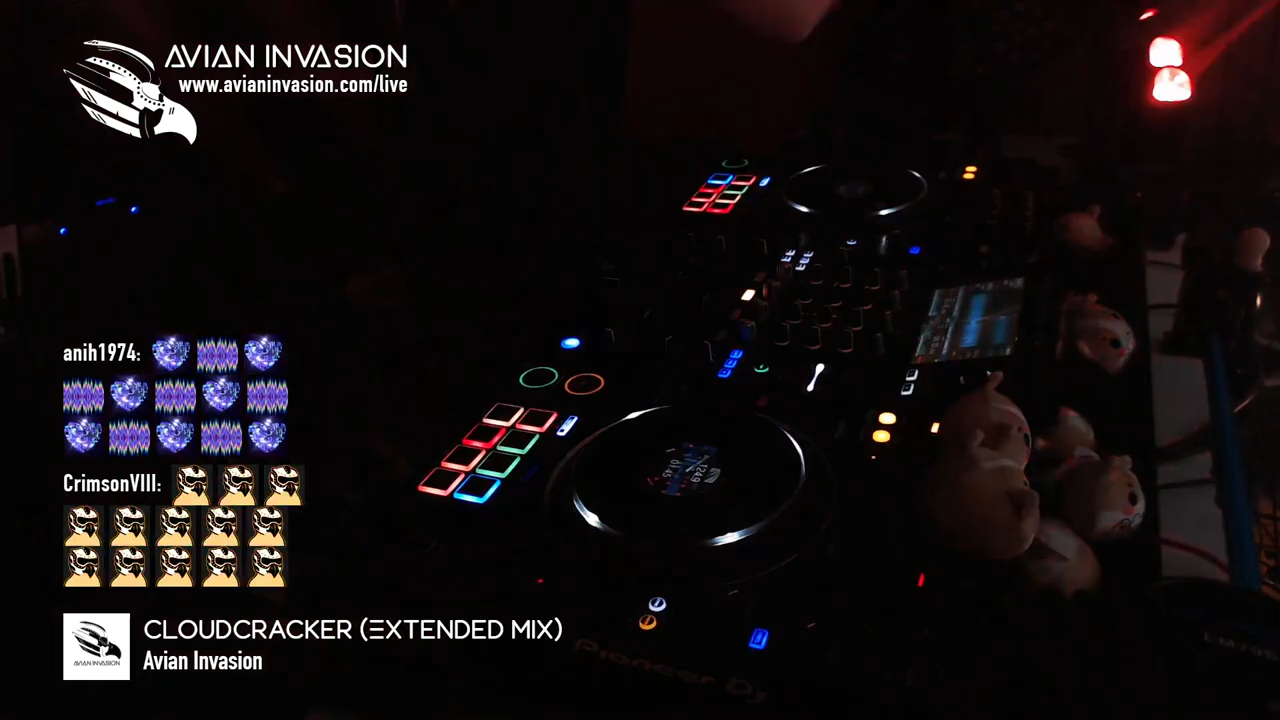 AVIAN INVASION
www.avianinvasion.com/live
anih1974:
CrimsonVIII:
CLOUDCRACKER (EXTENDED MIX)
AVIAN INVASION
Avian Invasion
Pioneer Dj